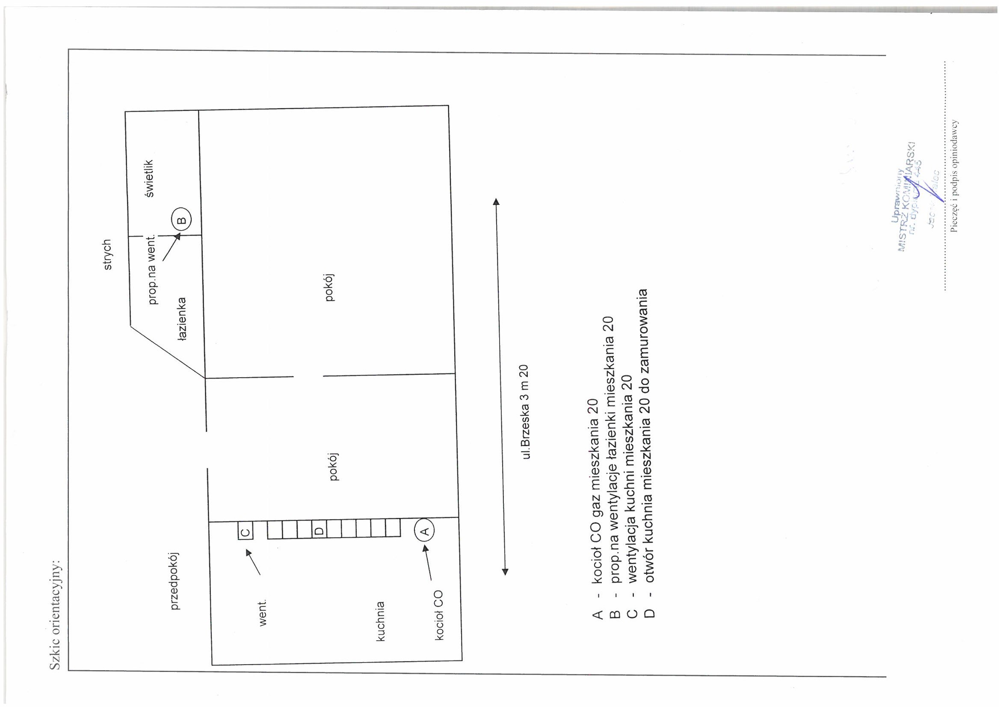 Szkic orientacyjny:
strych
przedpokój
prop.na went.
świetlik
B
łazienka
went.
C
D
pokój
pokój
kuchnia
kocioł CO
A
ul.Brzeska 3 m 20
A - kocioł CO gaz mieszkania 20
B - prop.na wentylacje łazienki mieszkania 20
C - wentylacja kuchni mieszkania 20
D - otwór kuchnia mieszkania 20 do zamurowania
Uprawniony
MISTRZ KOMINIARSKI
nr.
Pieczęć i podpis opiniodawcy